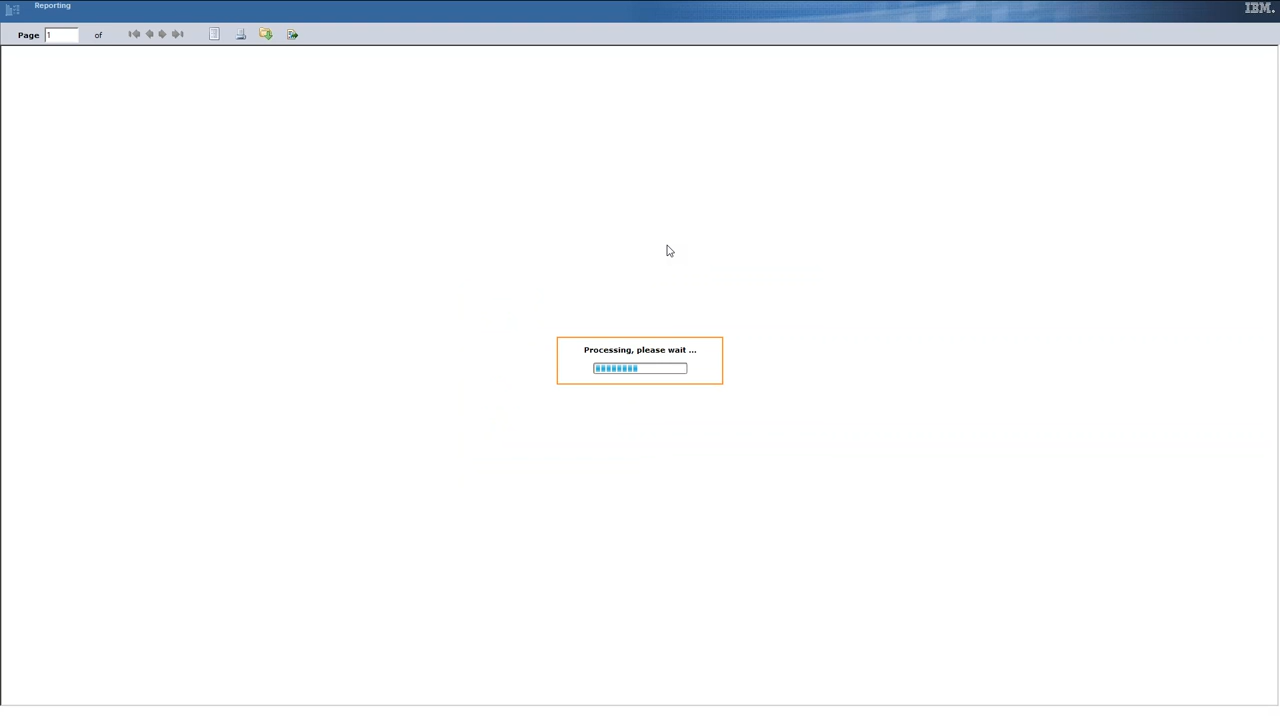 Reporting
IBM.
Page 1 of
Processing, please wait ...